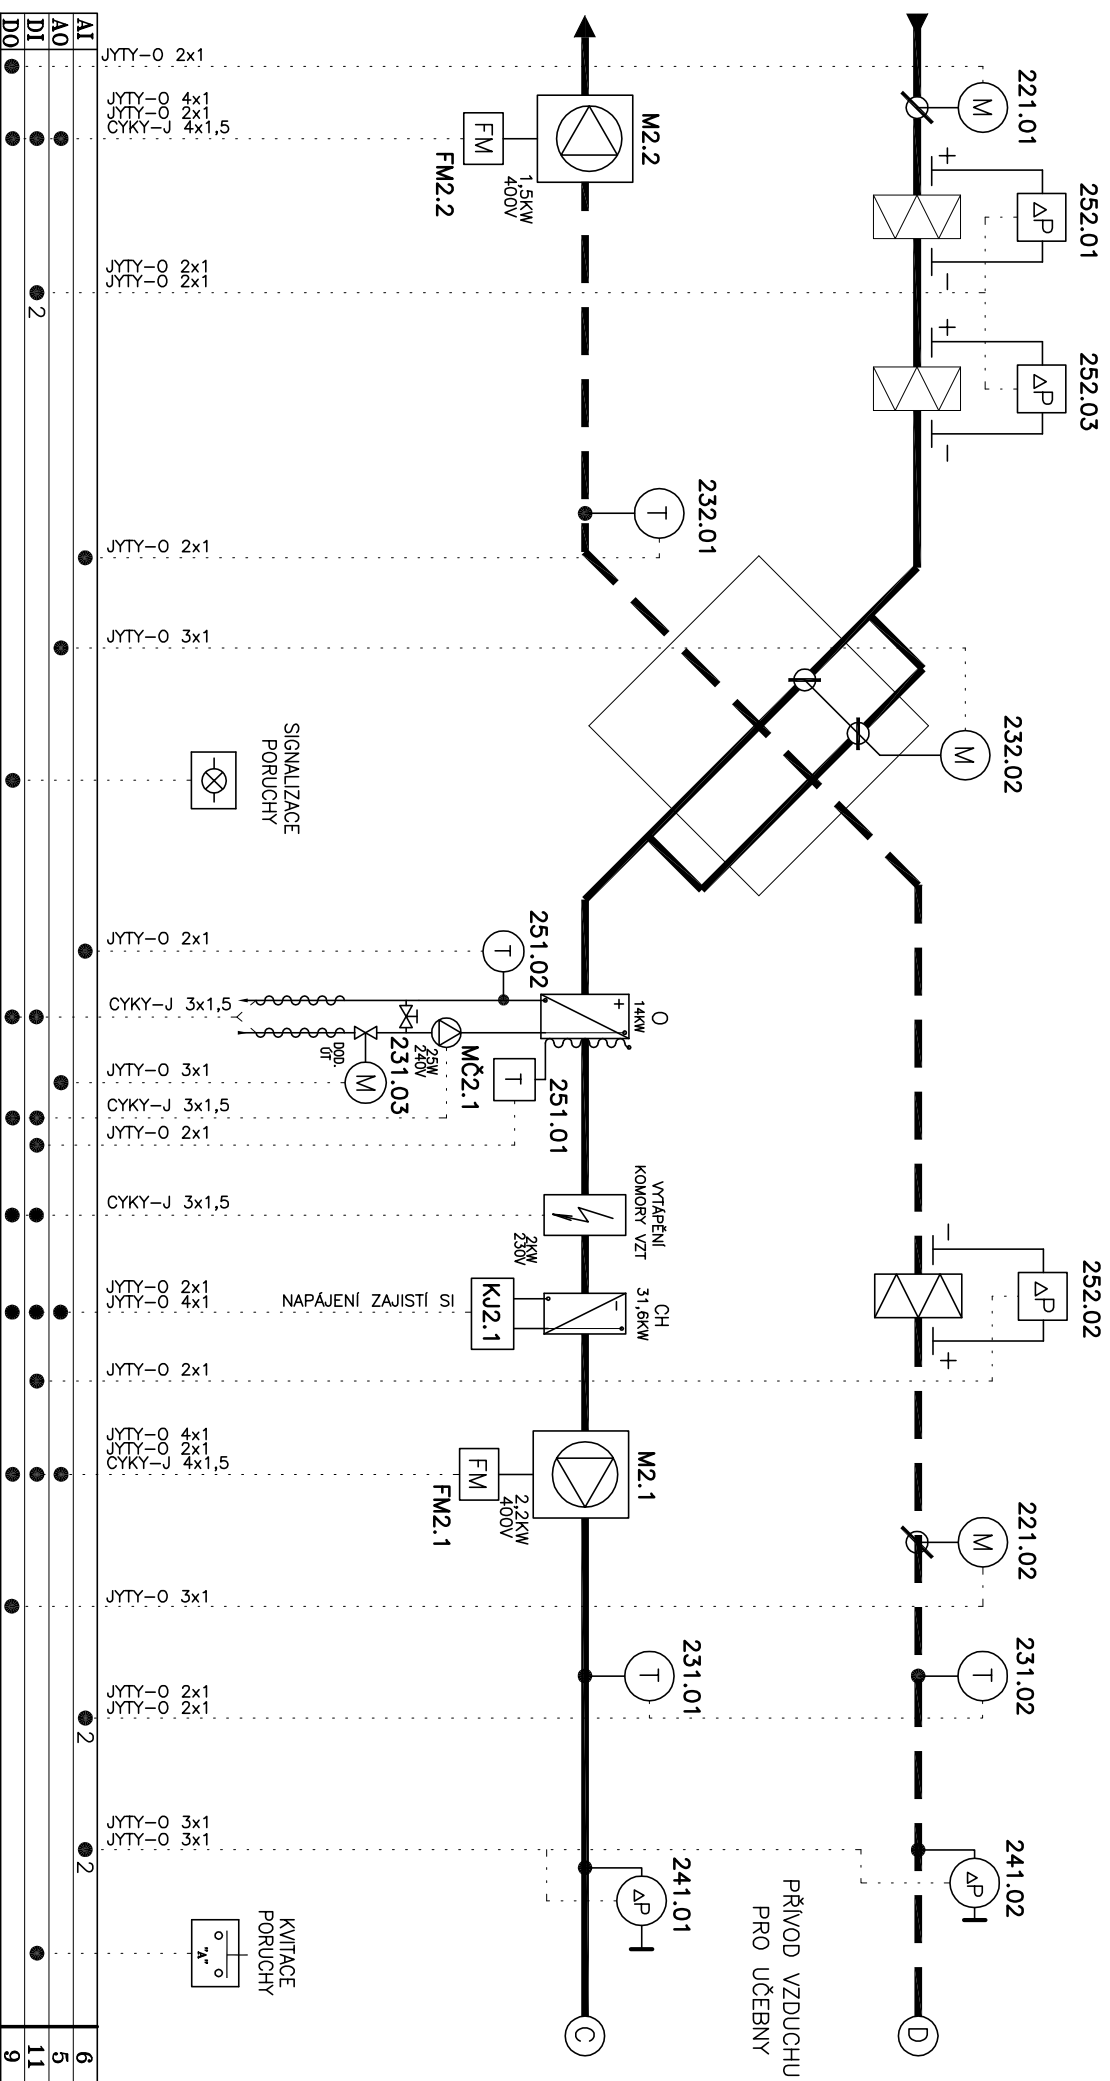 221.01
M
252.01
ΔP
+
−
252.03
ΔP
+
−
232.01
T
232.02
M
252.02
ΔP
−
+
221.02
M
231.02
T
241.02
ΔP
D
PŘÍVOD VZDUCHU
PRO UČEBNY
M2.2
1,5KW
400V
FM
FM2.2
O
14KW
+
251.02
T
251.01
T
MČ2.1
25W
240V
231.03
M
DOD.
ÚT
VYTÁPĚNÍ
KOMORY VZT
2KW
230V
CH
31,6KW
−
KJ2.1
NAPÁJENÍ ZAJISTÍ SI
M2.1
2,2KW
400V
FM
FM2.1
231.01
T
241.01
ΔP
C
SIGNALIZACE
PORUCHY
KVITACE
PORUCHY
"A"
JYTY−O 2x1
JYTY−O 4x1
JYTY−O 2x1
CYKY−J 4x1,5
JYTY−O 2x1
JYTY−O 2x1
JYTY−O 2x1
JYTY−O 3x1
JYTY−O 2x1
CYKY−J 3x1,5
JYTY−O 3x1
CYKY−J 3x1,5
JYTY−O 2x1
CYKY−J 3x1,5
JYTY−O 2x1
JYTY−O 4x1
JYTY−O 2x1
JYTY−O 4x1
JYTY−O 2x1
CYKY−J 4x1,5
JYTY−O 3x1
JYTY−O 2x1
JYTY−O 2x1
JYTY−O 3x1
JYTY−O 3x1
AI 2 2 6
AO 5
DI 2 11
DO 9